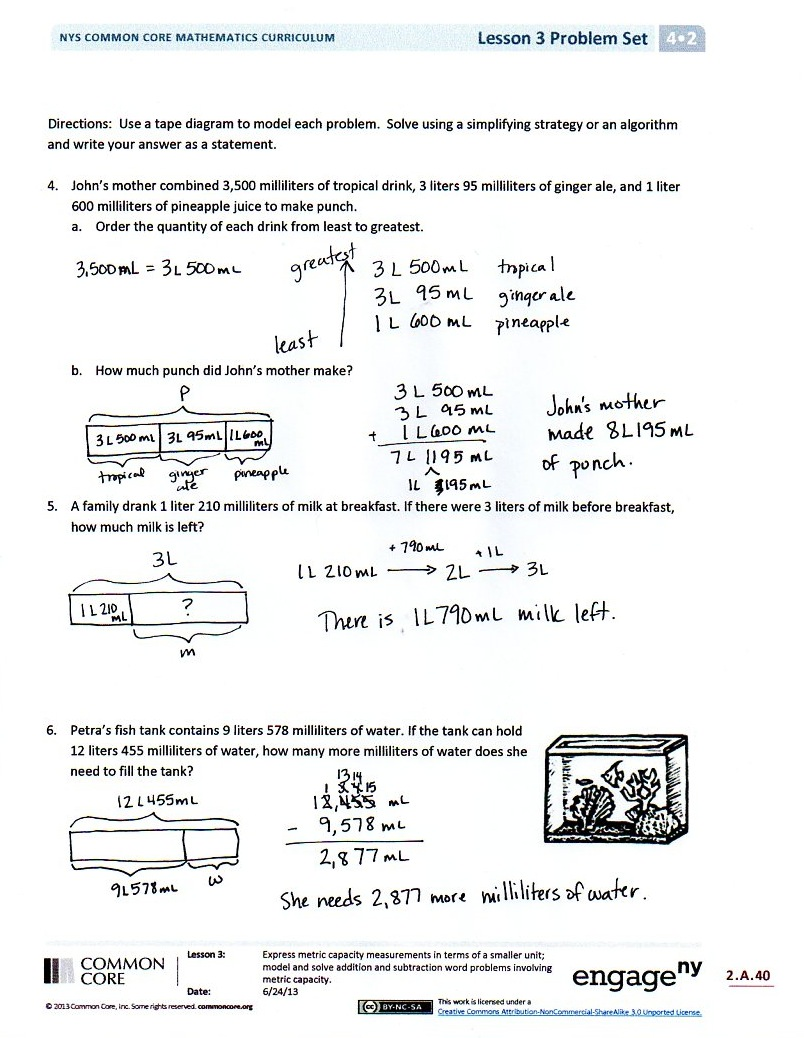 NYS COMMON CORE MATHEMATICS CURRICULUM
Lesson 3 Problem Set 4•2
Directions: Use a tape diagram to model each problem. Solve using a simplifying strategy or an algorithm
and write your answer as a statement.
4. John's mother combined 3,500 milliliters of tropical drink, 3 liters 95 milliliters of ginger ale, and 1 liter
600 milliliters of pineapple juice to make punch.
a. Order the quantity of each drink from least to greatest.
3,500 mL = 3 L 500 mL
greatest
least
3 L 500 mL tropical
3L 95 mL ginger ale
1 L 600 mL pineapple
b. How much punch did John's mother make?
P
3 L 500 mL 3L 95 mL 1L 600 mL
tropical ginger ale pineapple
3 L 500 mL
3 L 95 mL
+ 1 L 600 mL
7 L 1195 mL
1L 195 mL
John's mother
made 8L 195 mL
of punch.
5. A family drank 1 liter 210 milliliters of milk at breakfast. If there were 3 liters of milk before breakfast,
how much milk is left?
3L
1 L 210 mL ?
m
+ 790 mL + 1L
1L 210 mL → 2L → 3L
There is 1L 790 mL milk left.
6. Petra's fish tank contains 9 liters 578 milliliters of water. If the tank can hold
12 liters 455 milliliters of water, how many more milliliters of water does she
need to fill the tank?
12 L 455 mL
9L 578 mL w
13 14
1 3 4 15
12,455 mL
- 9,578 mL
2,877 mL
She needs 2,877 more milliliters of water.
COMMON
CORE
Lesson 3:
Date:
Express metric capacity measurements in terms of a smaller unit;
model and solve addition and subtraction word problems involving
metric capacity.
6/24/13
engageny
2.A.40
© 2013 Common Core, Inc. Some rights reserved. commoncore.org
(cc) BY-NC-SA
This work is licensed under a
Creative Commons Attribution-NonCommercial-ShareAlike 3.0 Unported License.